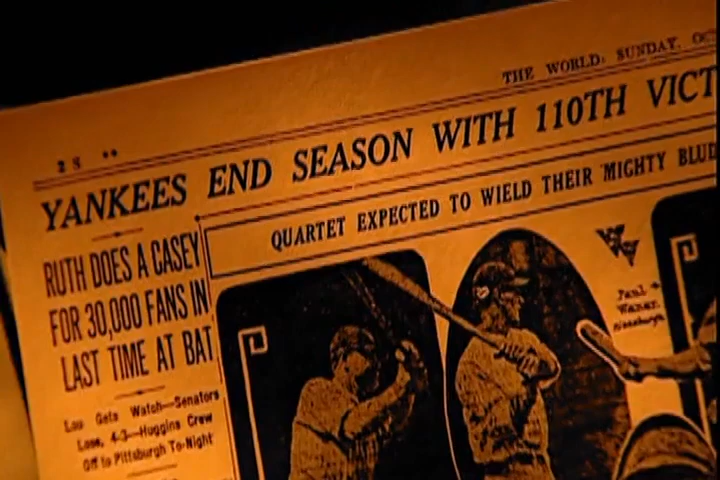 THE WORLD: SUNDAY, OC
2 S **
YANKEES END SEASON WITH 110TH VICT
QUARTET EXPECTED TO WIELD THEIR MIGHTY BLUD
RUTH DOES A CASEY
FOR 30,000 FANS IN
LAST TIME AT BAT
Lou Gets Watch—Senators
Lose, 4-3—Huggins Crew
Off to Pittsburgh To-Night
Paul
Waner,
Pittsburgh